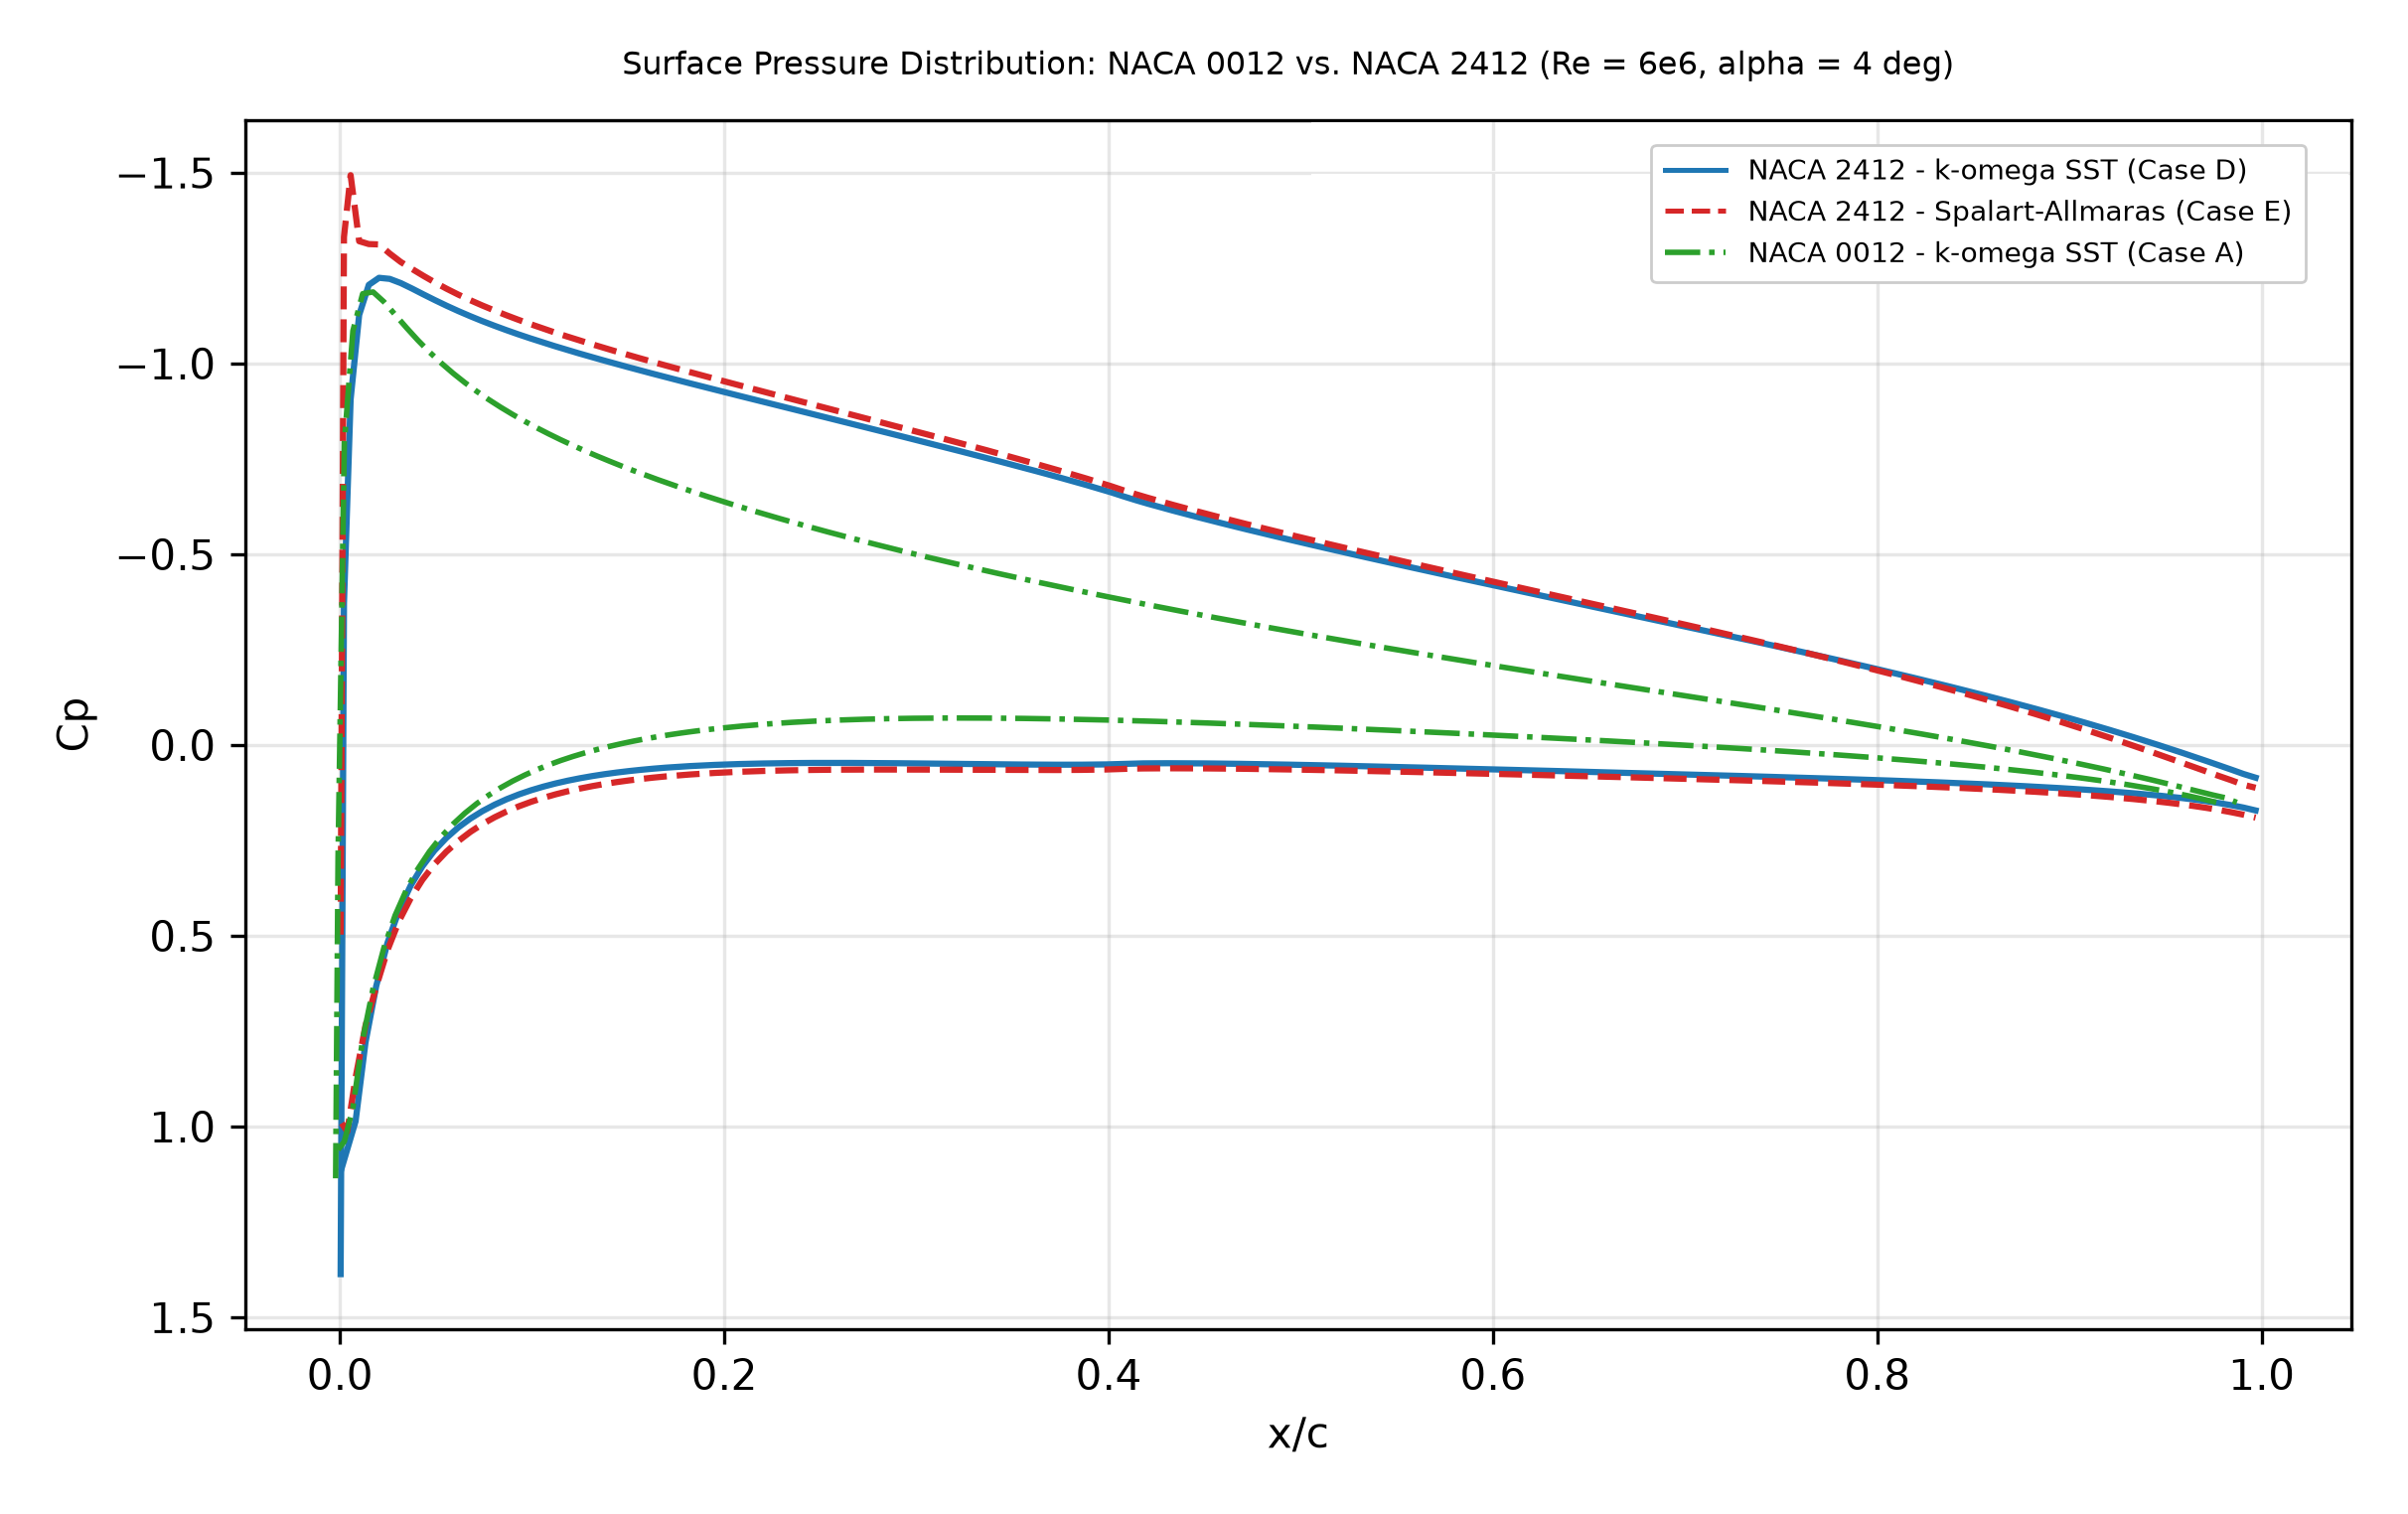 Surface Pressure Distribution: NACA 0012 vs. NACA 2412 (Re = 6e6, alpha = 4 deg)
NACA 2412 - k-omega SST (Case D)
NACA 2412 - Spalart-Allmaras (Case E)
NACA 0012 - k-omega SST (Case A)
−1.5
−1.0
−0.5
0.0
0.5
1.0
1.5
Cp
0.0 0.2 0.4 0.6 0.8 1.0
x/c